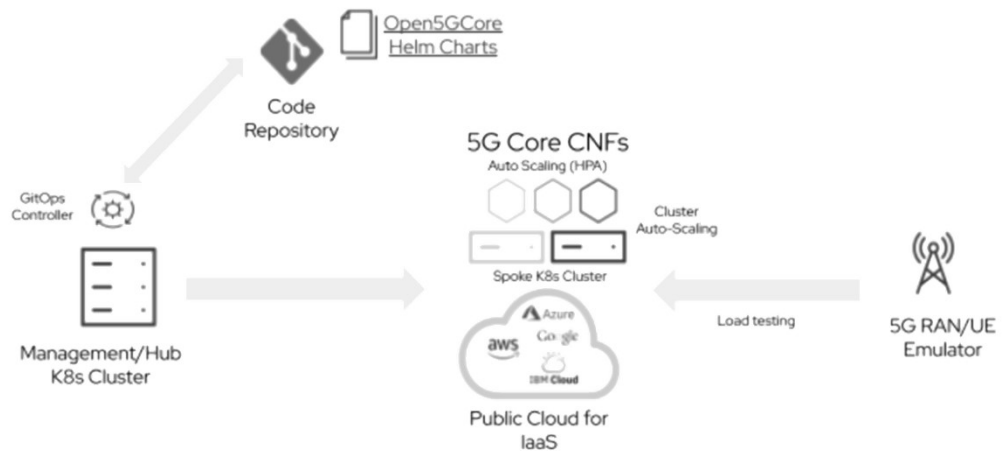 Open5GCore
Helm Charts
Code
Repository
5G Core CNFs
Auto Scaling (HPA)
GitOps
Controller
Cluster
Auto-Scaling
Spoke K8s Cluster
Azure
Google
aws
IBM Cloud
Load testing
5G RAN/UE
Emulator
Management/Hub
K8s Cluster
Public Cloud for
IaaS